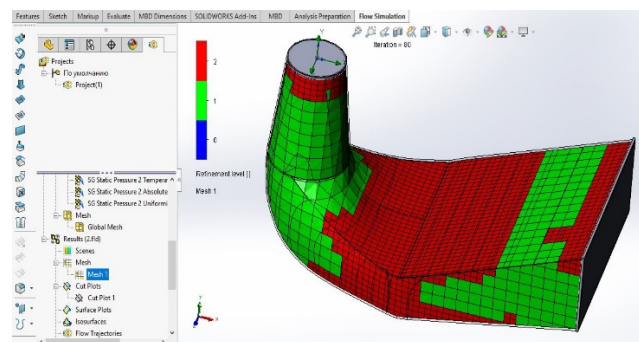 Features Sketch Markup Evaluate MBD Dimensions SOLIDWORKS Add-Ins MBD Analysis Preparation Flow Simulation
Iteration = 80
Projects
По умолчанию
Project(1)
2
1
0
Refinement level []
Mesh 1
SG Static Pressure 2 Tempera
SG Static Pressure 2 Absolute
SG Static Pressure 2 Uniformi
Mesh
Global Mesh
Results (2.fld)
Scenes
Mesh
Mesh 1
Cut Plots
Cut Plot 1
Surface Plots
Isosurfaces
Flow Trajectories
Y
Y
X